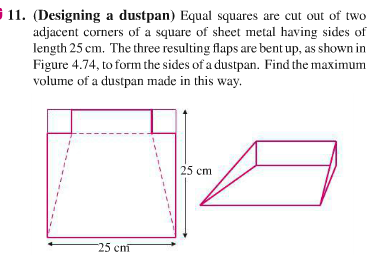 11. (Designing a dustpan) Equal squares are cut out of two
adjacent corners of a square of sheet metal having sides of
length 25 cm. The three resulting flaps are bent up, as shown in
Figure 4.74, to form the sides of a dustpan. Find the maximum
volume of a dustpan made in this way.
25 cm
25 cm